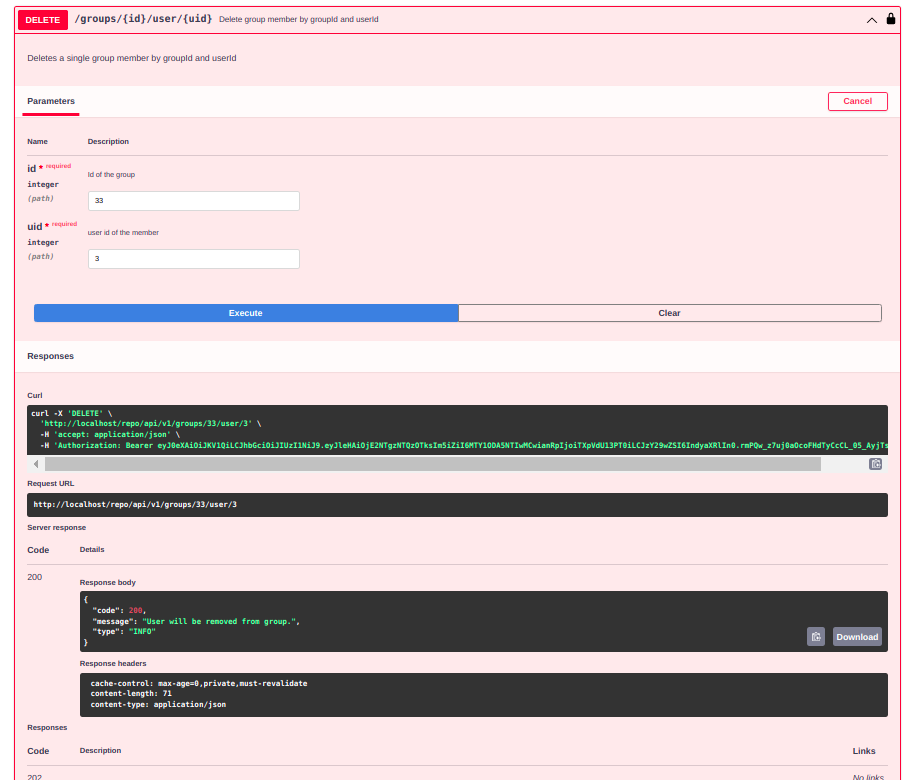 DELETE /groups/{id}/user/{uid} Delete group member by groupId and userId
Deletes a single group member by groupId and userId
Parameters Cancel
Name Description
id * required
Id of the group
integer
(path)
33
uid * required
user id of the member
integer
(path)
3
Execute Clear
Responses
Curl
curl -X 'DELETE' \
'http://localhost/repo/api/v1/groups/33/user/3' \
-H 'accept: application/json' \
-H 'Authorization: Bearer
Request URL
http://localhost/repo/api/v1/groups/33/user/3
Server response
Code Details
200
Response body
{
"code": 200,
"message": "User will be removed from group.",
"type": "INFO"
}
Download
Response headers
cache-control: max-age=0,private,must-revalidate
content-length: 71
content-type: application/json
Responses
Code Description Links
202 No links